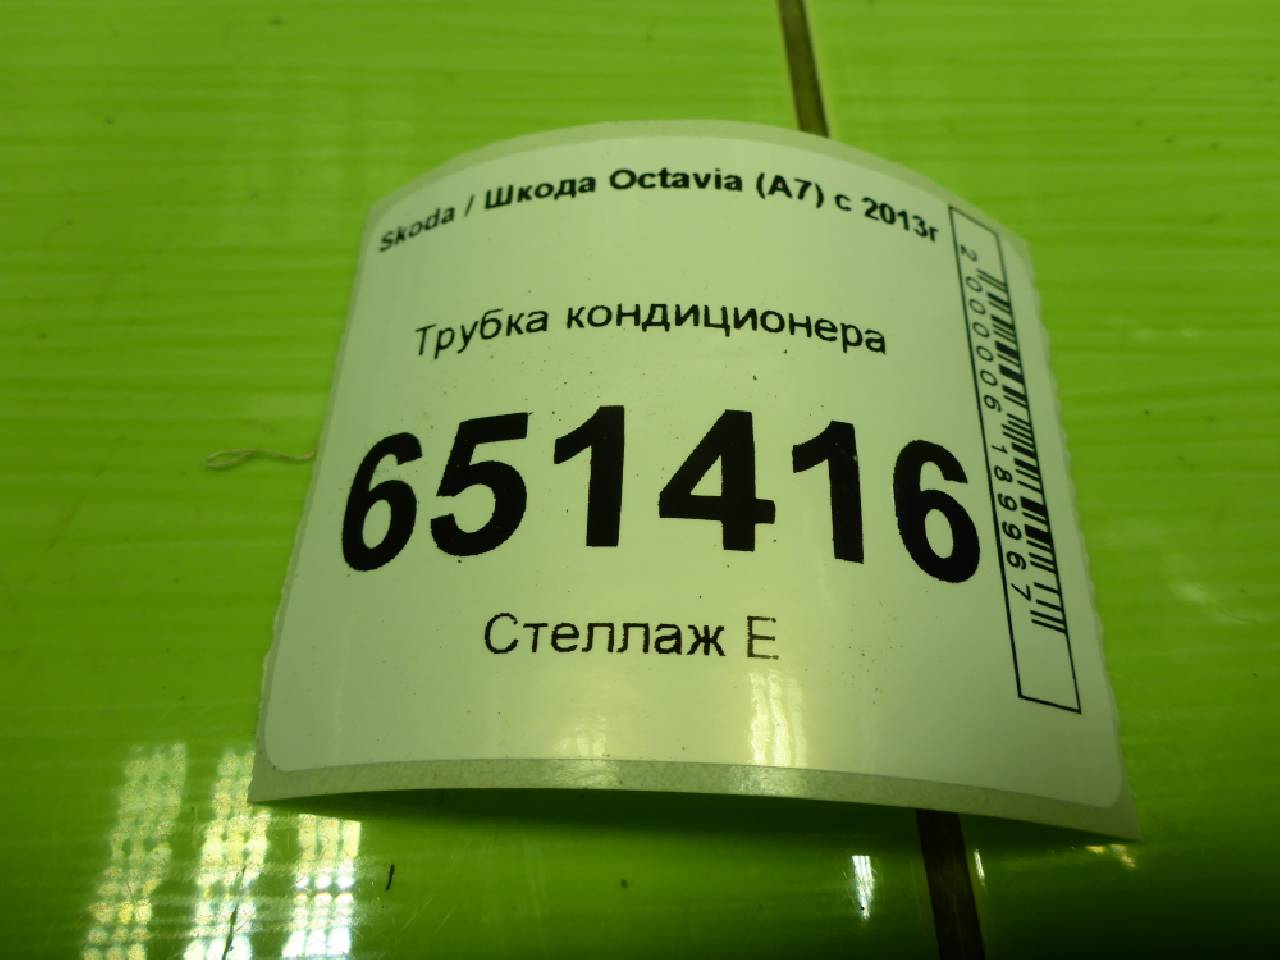 Skoda / Шкода Octavia (A7) с 2013г
Трубка кондиционера
651416
Стеллаж Е
2000006189967